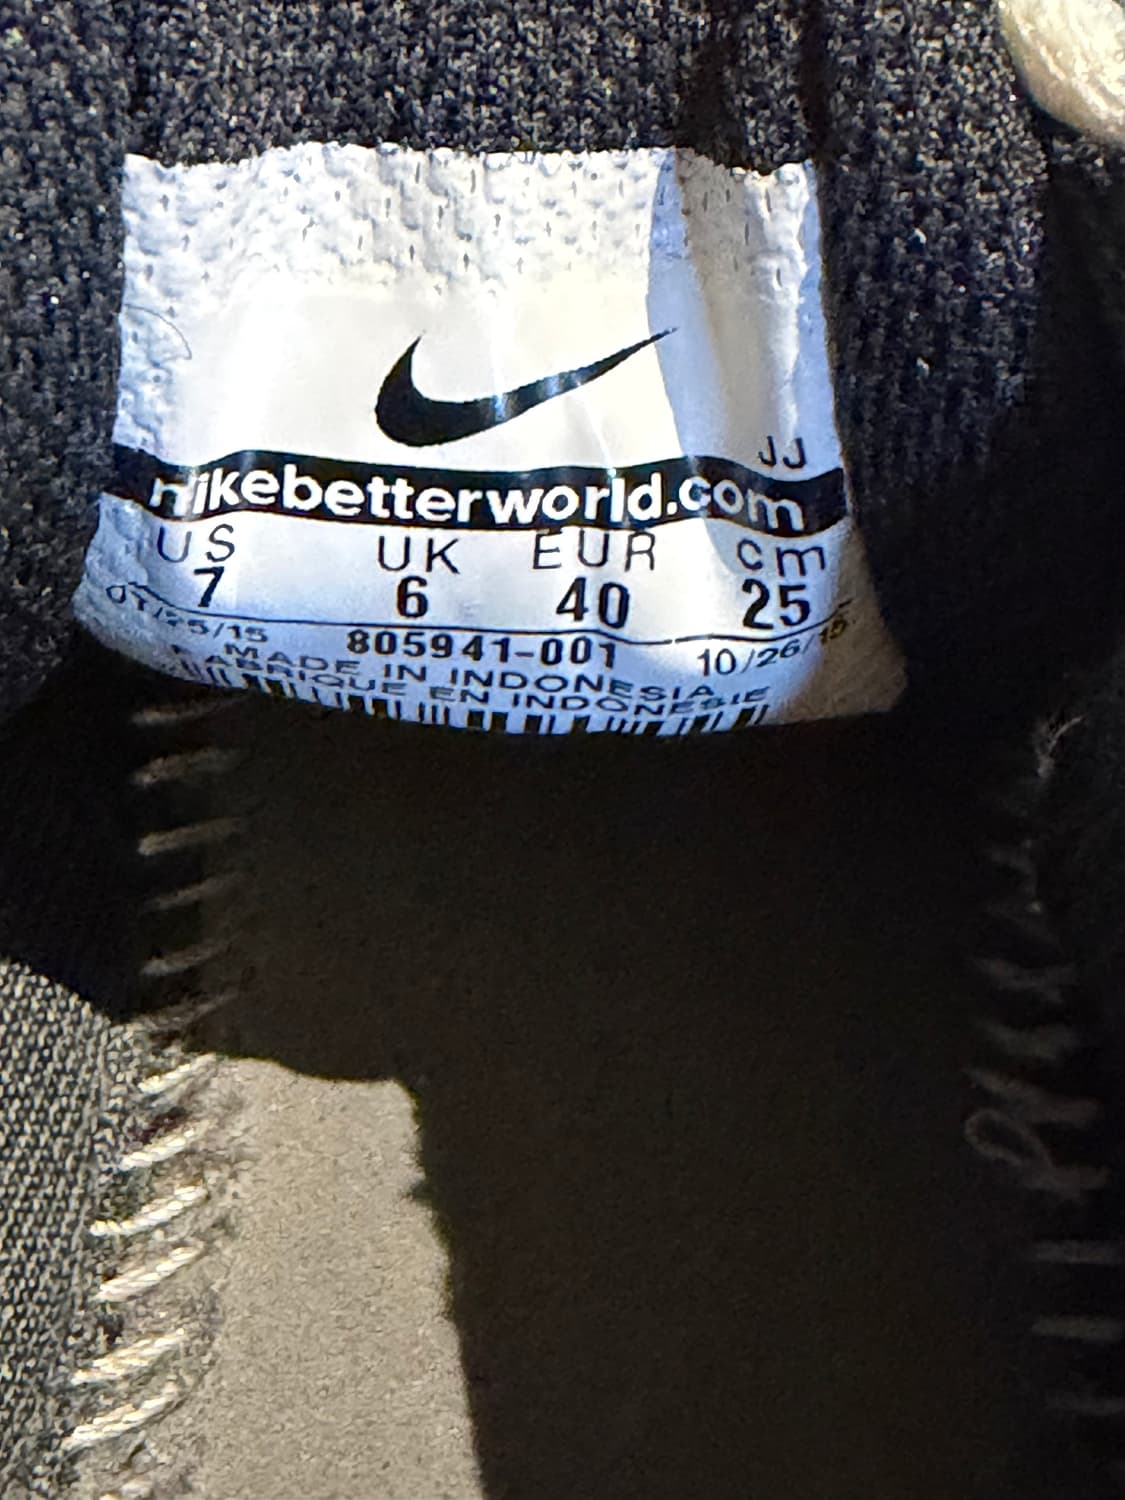 JJ
nikebetterworld.com
US UK EUR cm
7 6 40 25
805941-001 10/26/15
MADE IN INDONESIA
FABRIQUE EN INDONESIE